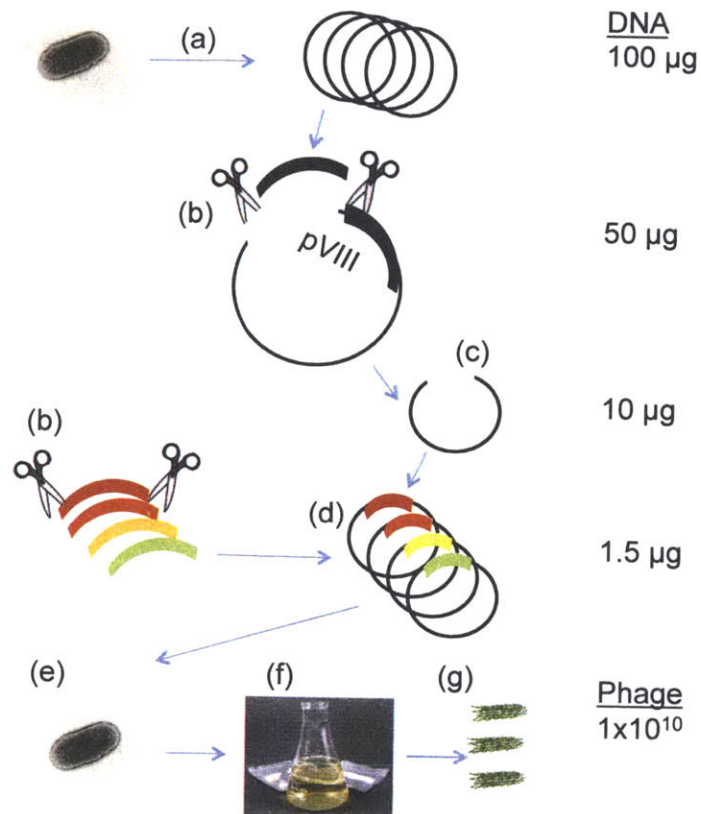 (a)
DNA
100 µg
(b)
pVIII
50 µg
(c)
10 µg
(b)
(d)
1.5 µg
(e)
(f)
(g)
Phage
1x10¹⁰